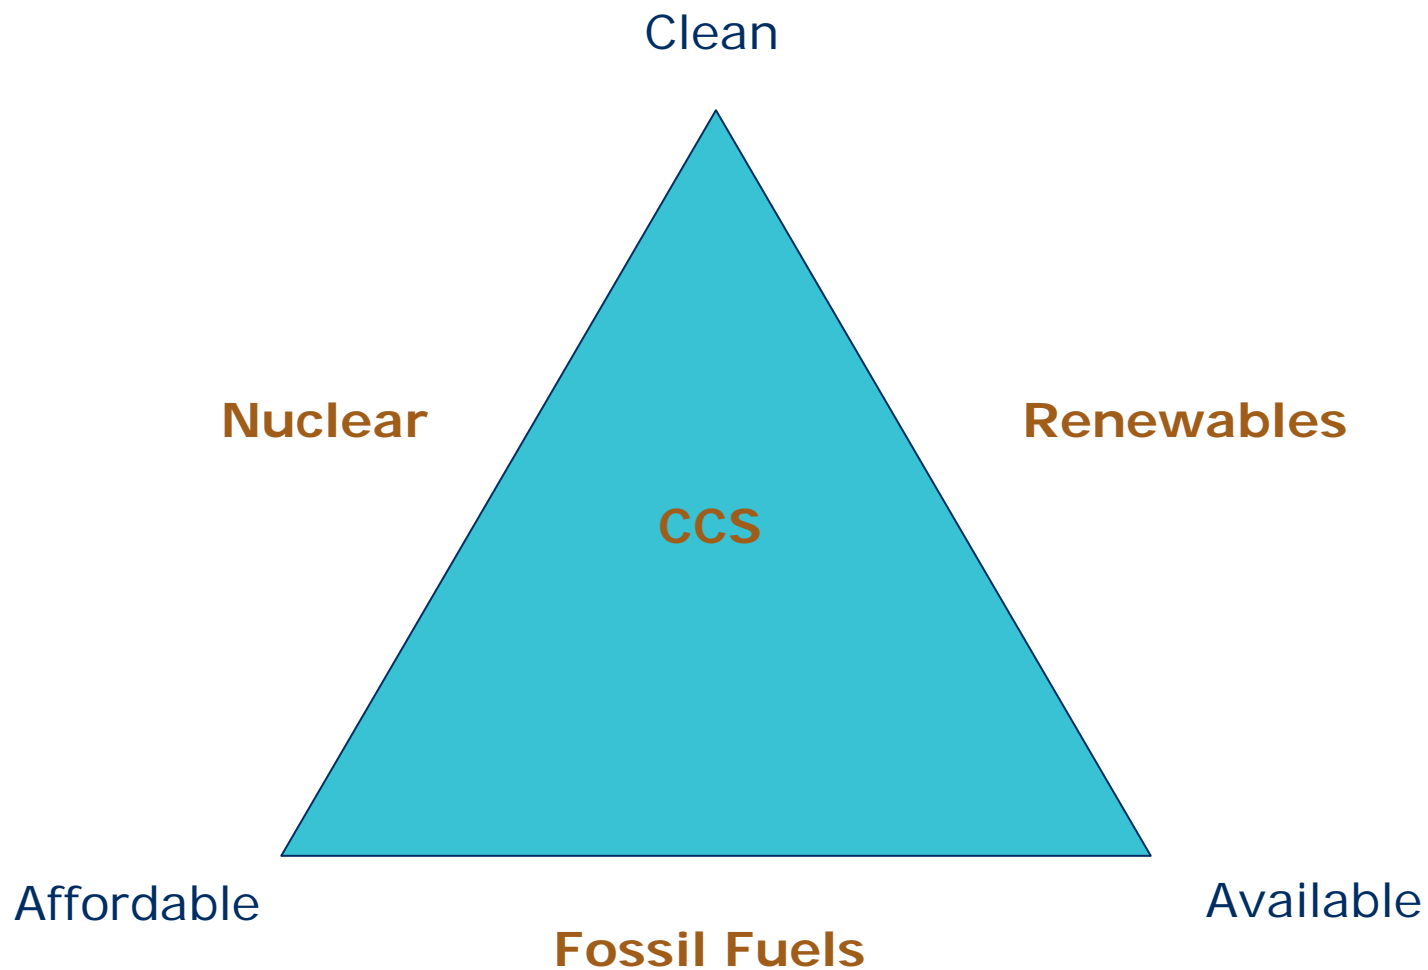 Clean
Nuclear
Renewables
CCS
Affordable
Available
Fossil Fuels